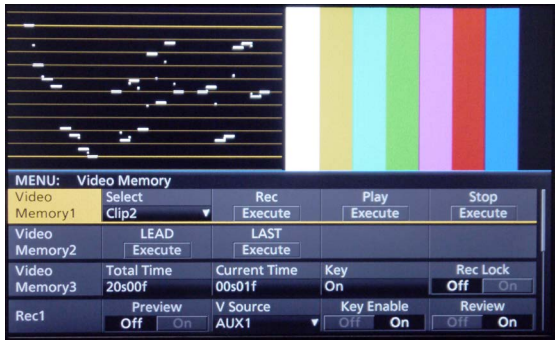 MENU: Video Memory
Video Memory1
Select
Clip2
Rec
Execute
Play
Execute
Stop
Execute
Video Memory2
LEAD
Execute
LAST
Execute
Video Memory3
Total Time
20s00f
Current Time
00s01f
Key
On
Rec Lock
Off On
Rec1
Preview
Off On
V Source
AUX1
Key Enable
Off On
Review
Off On